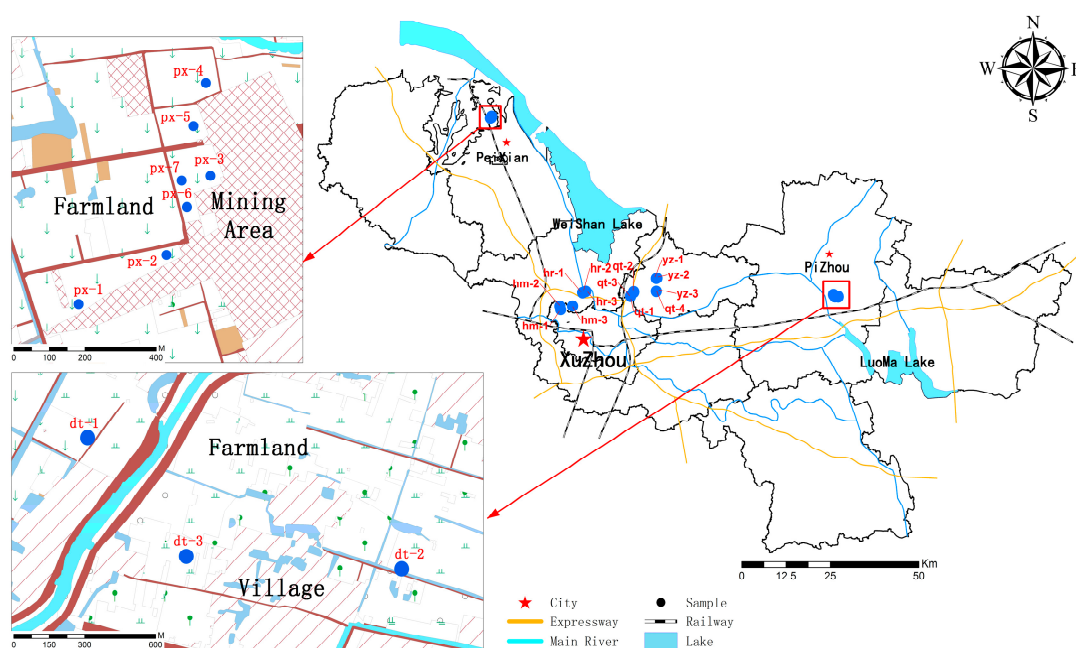 px-4
px-5
px-3
px-7
px-6
Farmland
Mining
Area
px-2
px-1
0 100 200 400 M
dt-1
Farmland
dt-3
dt-2
Village
0 150 300 600 M
N
W
E
S
PeiXian
WeiShan Lake
PiZhou
hr-1
hr-2
qt-2
yz-1
hm-2
qt-3
yz-2
hr-3
yz-3
hm-1
hm-3
qt-1
qt-4
XuZhou
LuoMa Lake
Km
0 12.5 25 50
City
Sample
Expressway
Railway
Main River
Lake